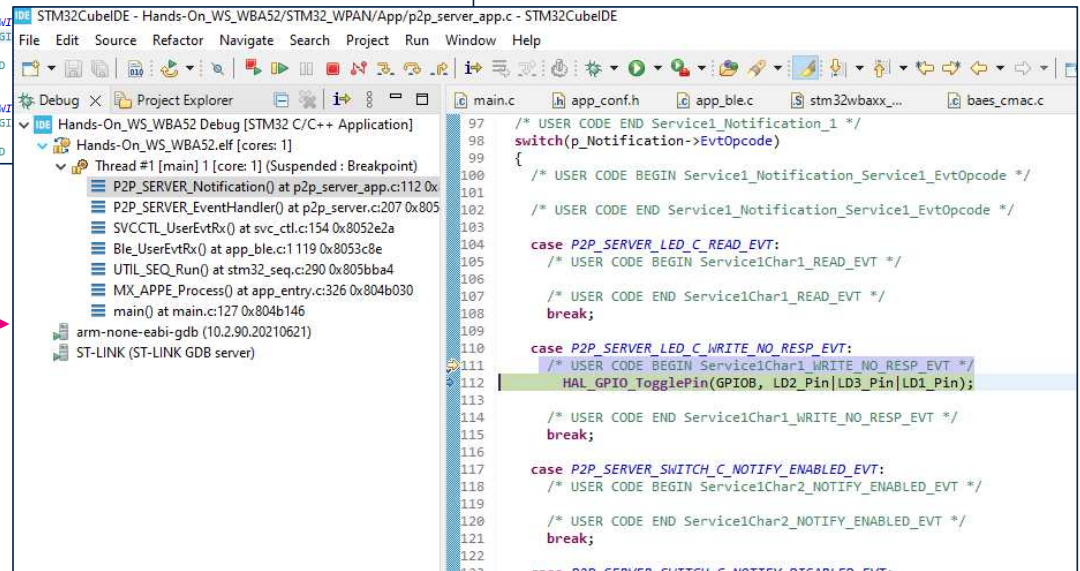 WI
GI
D
WI
GI
D
IDE STM32CubeIDE - Hands-On_WS_WBA52/STM32_WPAN/App/p2p_server_app.c - STM32CubeIDE
File Edit Source Refactor Navigate Search Project Run Window Help
Debug Project Explorer
main.c app_conf.h app_ble.c stm32wbaxx_... baes_cmac.c
IDE Hands-On_WS_WBA52 Debug [STM32 C/C++ Application]
Hands-On_WS_WBA52.elf [cores: 1]
Thread #1 [main] 1 [core: 1] (Suspended : Breakpoint)
P2P_SERVER_Notification() at p2p_server_app.c:112 0x
P2P_SERVER_EventHandler() at p2p_server.c:207 0x805
SVCCTL_UserEvtRx() at svc_ctl.c:154 0x8052e2a
Ble_UserEvtRx() at app_ble.c:1 119 0x8053c8e
UTIL_SEQ_Run() at stm32_seq.c:290 0x805bba4
MX_APPE_Process() at app_entry.c:326 0x804b030
main() at main.c:127 0x804b146
arm-none-eabi-gdb (10.2.90.20210621)
ST-LINK (ST-LINK GDB server)
97 /* USER CODE END Service1_Notification_1 */
98 switch(p_Notification->EvtOpcode)
99 {
100 /* USER CODE BEGIN Service1_Notification_Service1_EvtOpcode */
101
102 /* USER CODE END Service1_Notification_Service1_EvtOpcode */
103
104 case P2P_SERVER_LED_C_READ_EVT:
105 /* USER CODE BEGIN Service1Char1_READ_EVT */
106
107 /* USER CODE END Service1Char1_READ_EVT */
108 break;
109
110 case P2P_SERVER_LED_C_WRITE_NO_RESP_EVT:
111 /* USER CODE BEGIN Service1Char1_WRITE_NO_RESP_EVT */
112 HAL_GPIO_TogglePin(GPIOB, LD2_Pin|LD3_Pin|LD1_Pin);
113
114 /* USER CODE END Service1Char1_WRITE_NO_RESP_EVT */
115 break;
116
117 case P2P_SERVER_SWITCH_C_NOTIFY_ENABLED_EVT:
118 /* USER CODE BEGIN Service1Char2_NOTIFY_ENABLED_EVT */
119
120 /* USER CODE END Service1Char2_NOTIFY_ENABLED_EVT */
121 break;
122
123 case P2P_SERVER_SWITCH_C_NOTIFY_DISABLED_EVT: